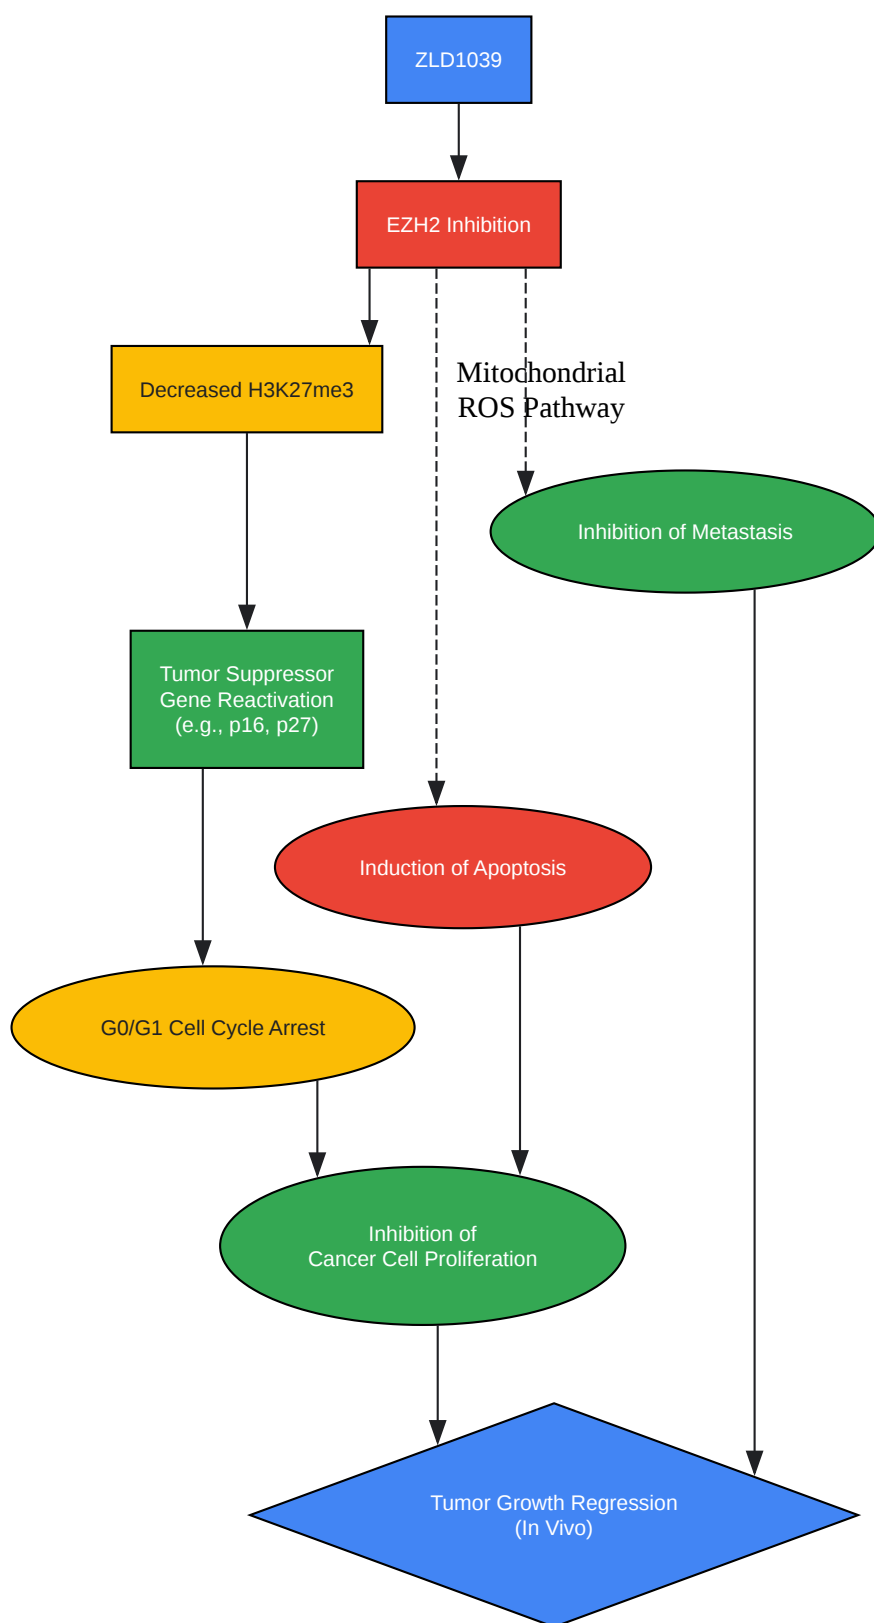 ZLD1039
EZH2 Inhibition
Mitochondrial
ROS Pathway
Decreased H3K27me3
Inhibition of Metastasis
Tumor Suppressor
Gene Reactivation
(e.g., p16, p27)
Induction of Apoptosis
G0/G1 Cell Cycle Arrest
Inhibition of
Cancer Cell Proliferation
Tumor Growth Regression
(In Vivo)